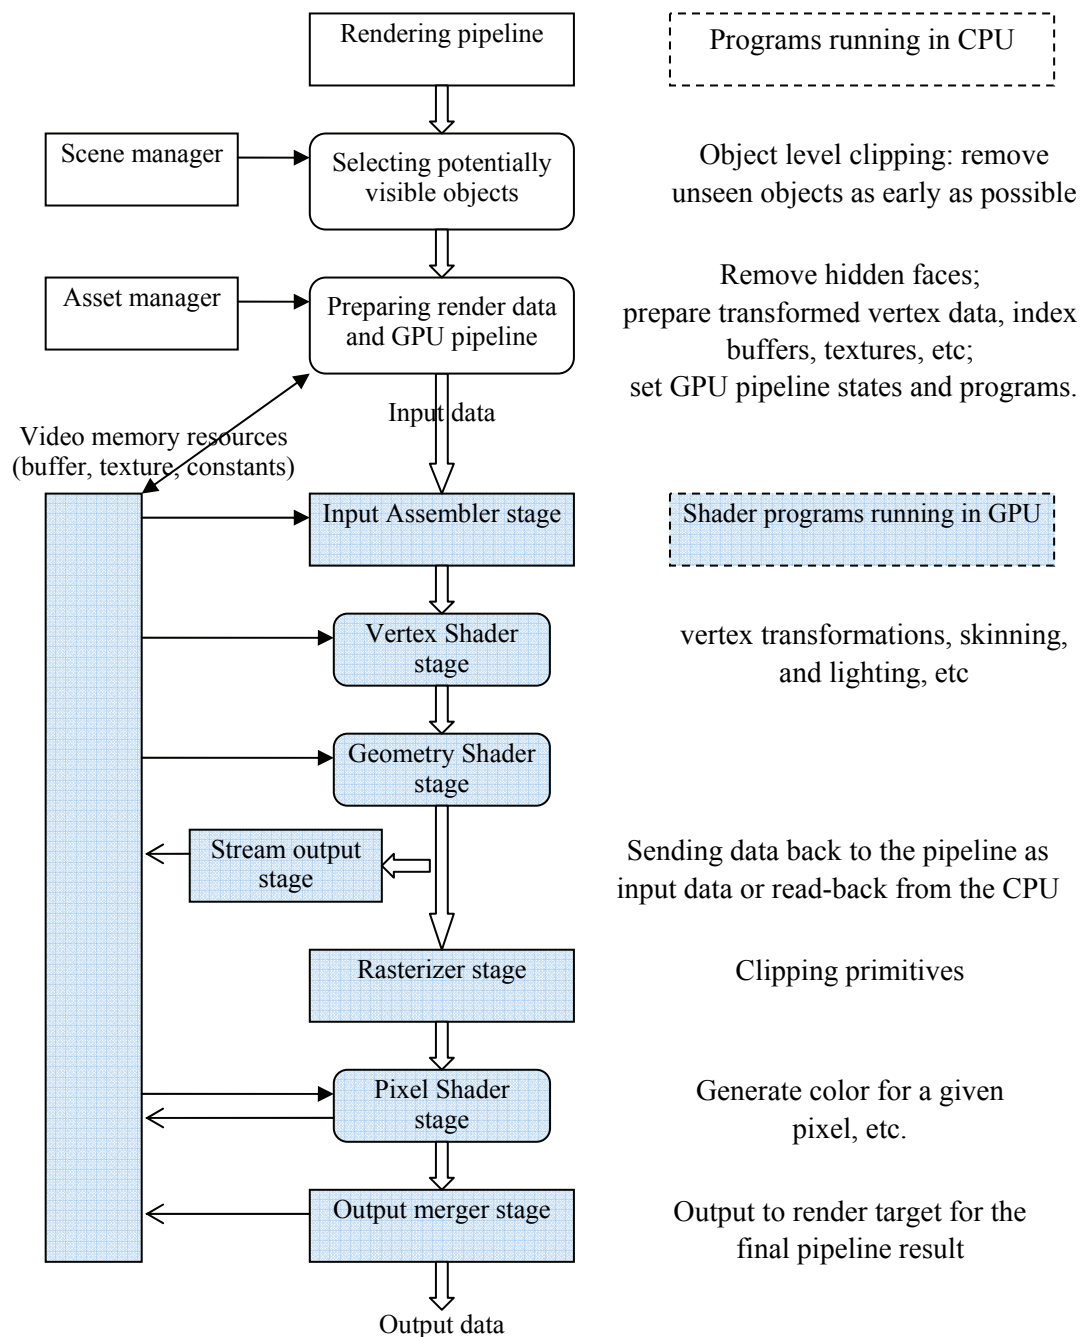 Rendering pipeline
Programs running in CPU
Scene manager
Selecting potentially
visible objects
Object level clipping: remove
unseen objects as early as possible
Asset manager
Preparing render data
and GPU pipeline
Remove hidden faces;
prepare transformed vertex data, index
buffers, textures, etc;
set GPU pipeline states and programs.
Input data
Video memory resources
(buffer, texture, constants)
Input Assembler stage
Shader programs running in GPU
Vertex Shader
stage
vertex transformations, skinning,
and lighting, etc
Geometry Shader
stage
Stream output
stage
Sending data back to the pipeline as
input data or read-back from the CPU
Rasterizer stage
Clipping primitives
Pixel Shader
stage
Generate color for a given
pixel, etc.
Output merger stage
Output to render target for the
final pipeline result
Output data